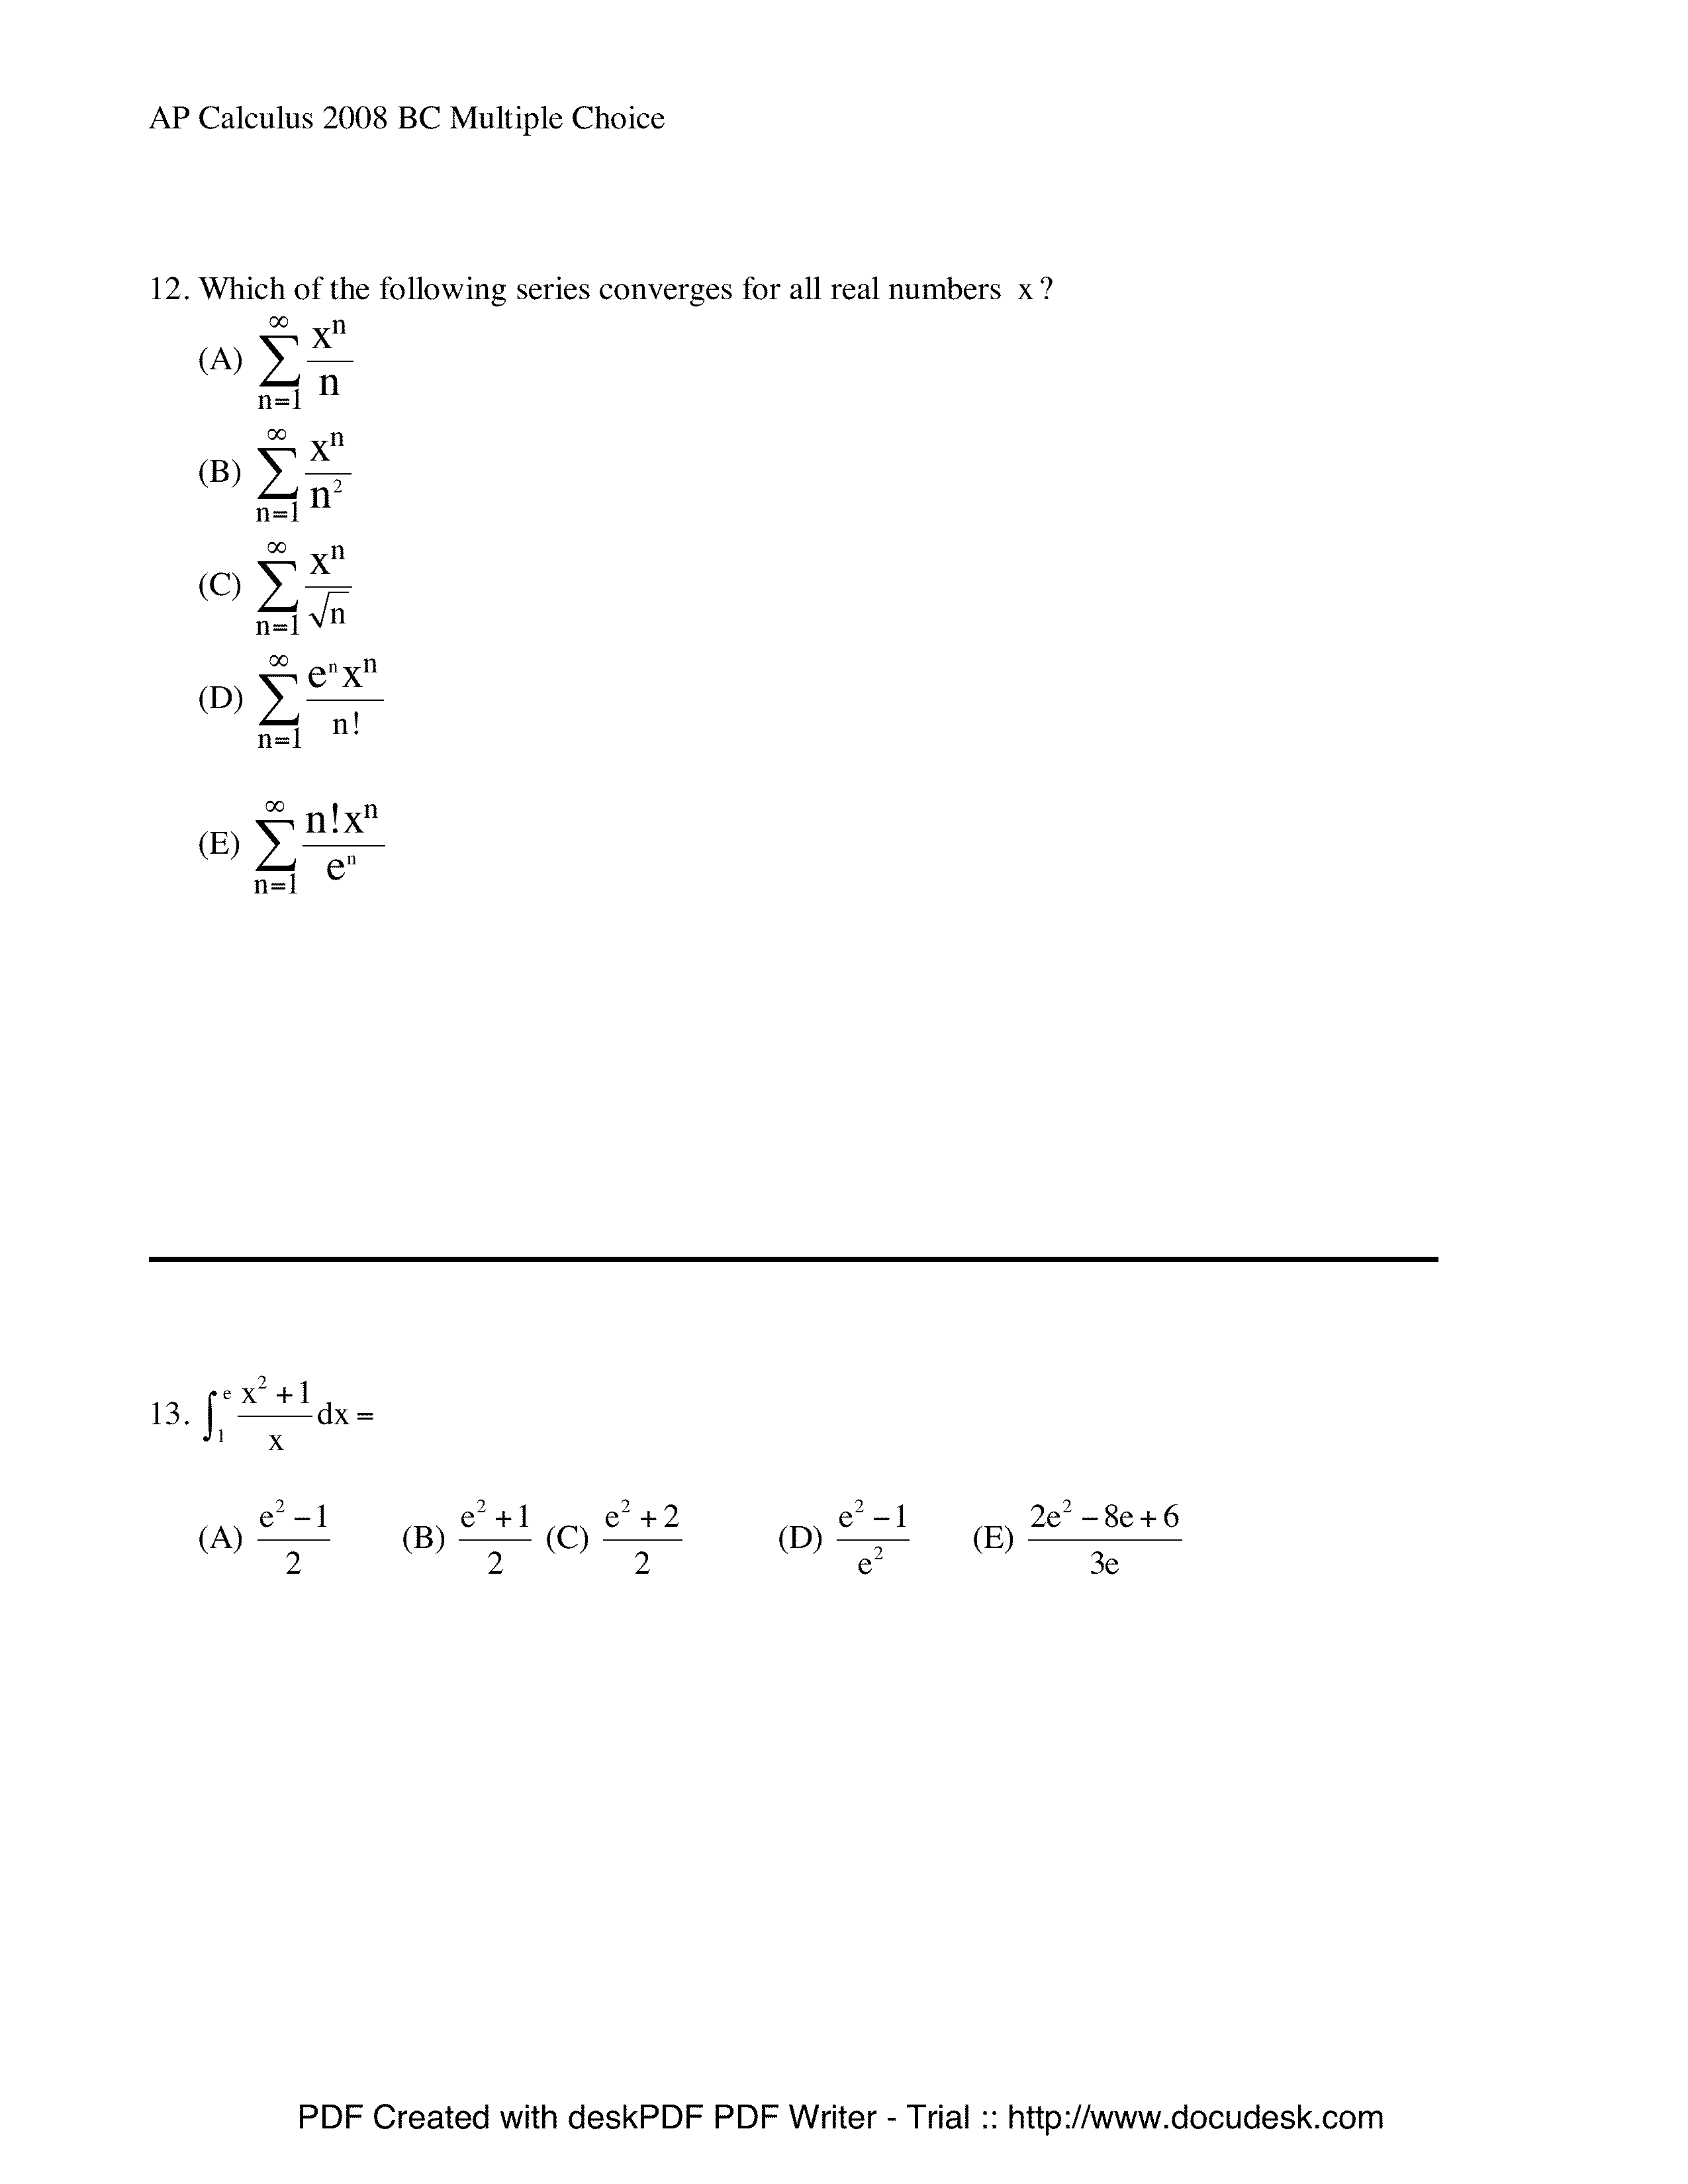 AP Calculus 2008 BC Multiple Choice
12. Which of the following series converges for all real numbers x ?
(A) $\sum_{n=1}^{\infty} \frac{x^n}{n}$
(B) $\sum_{n=1}^{\infty} \frac{x^n}{n^2}$
(C) $\sum_{n=1}^{\infty} \frac{x^n}{\sqrt{n}}$
(D) $\sum_{n=1}^{\infty} \frac{e^n x^n}{n!}$
(E) $\sum_{n=1}^{\infty} \frac{n! x^n}{e^n}$
13. $\int_1^e \frac{x^2+1}{x} dx =$
(A) $\frac{e^2-1}{2}$ (B) $\frac{e^2+1}{2}$ (C) $\frac{e^2+2}{2}$ (D) $\frac{e^2-1}{e^2}$ (E) $\frac{2e^2-8e+6}{3e}$
PDF Created with deskPDF PDF Writer - Trial :: http://www.docudesk.com